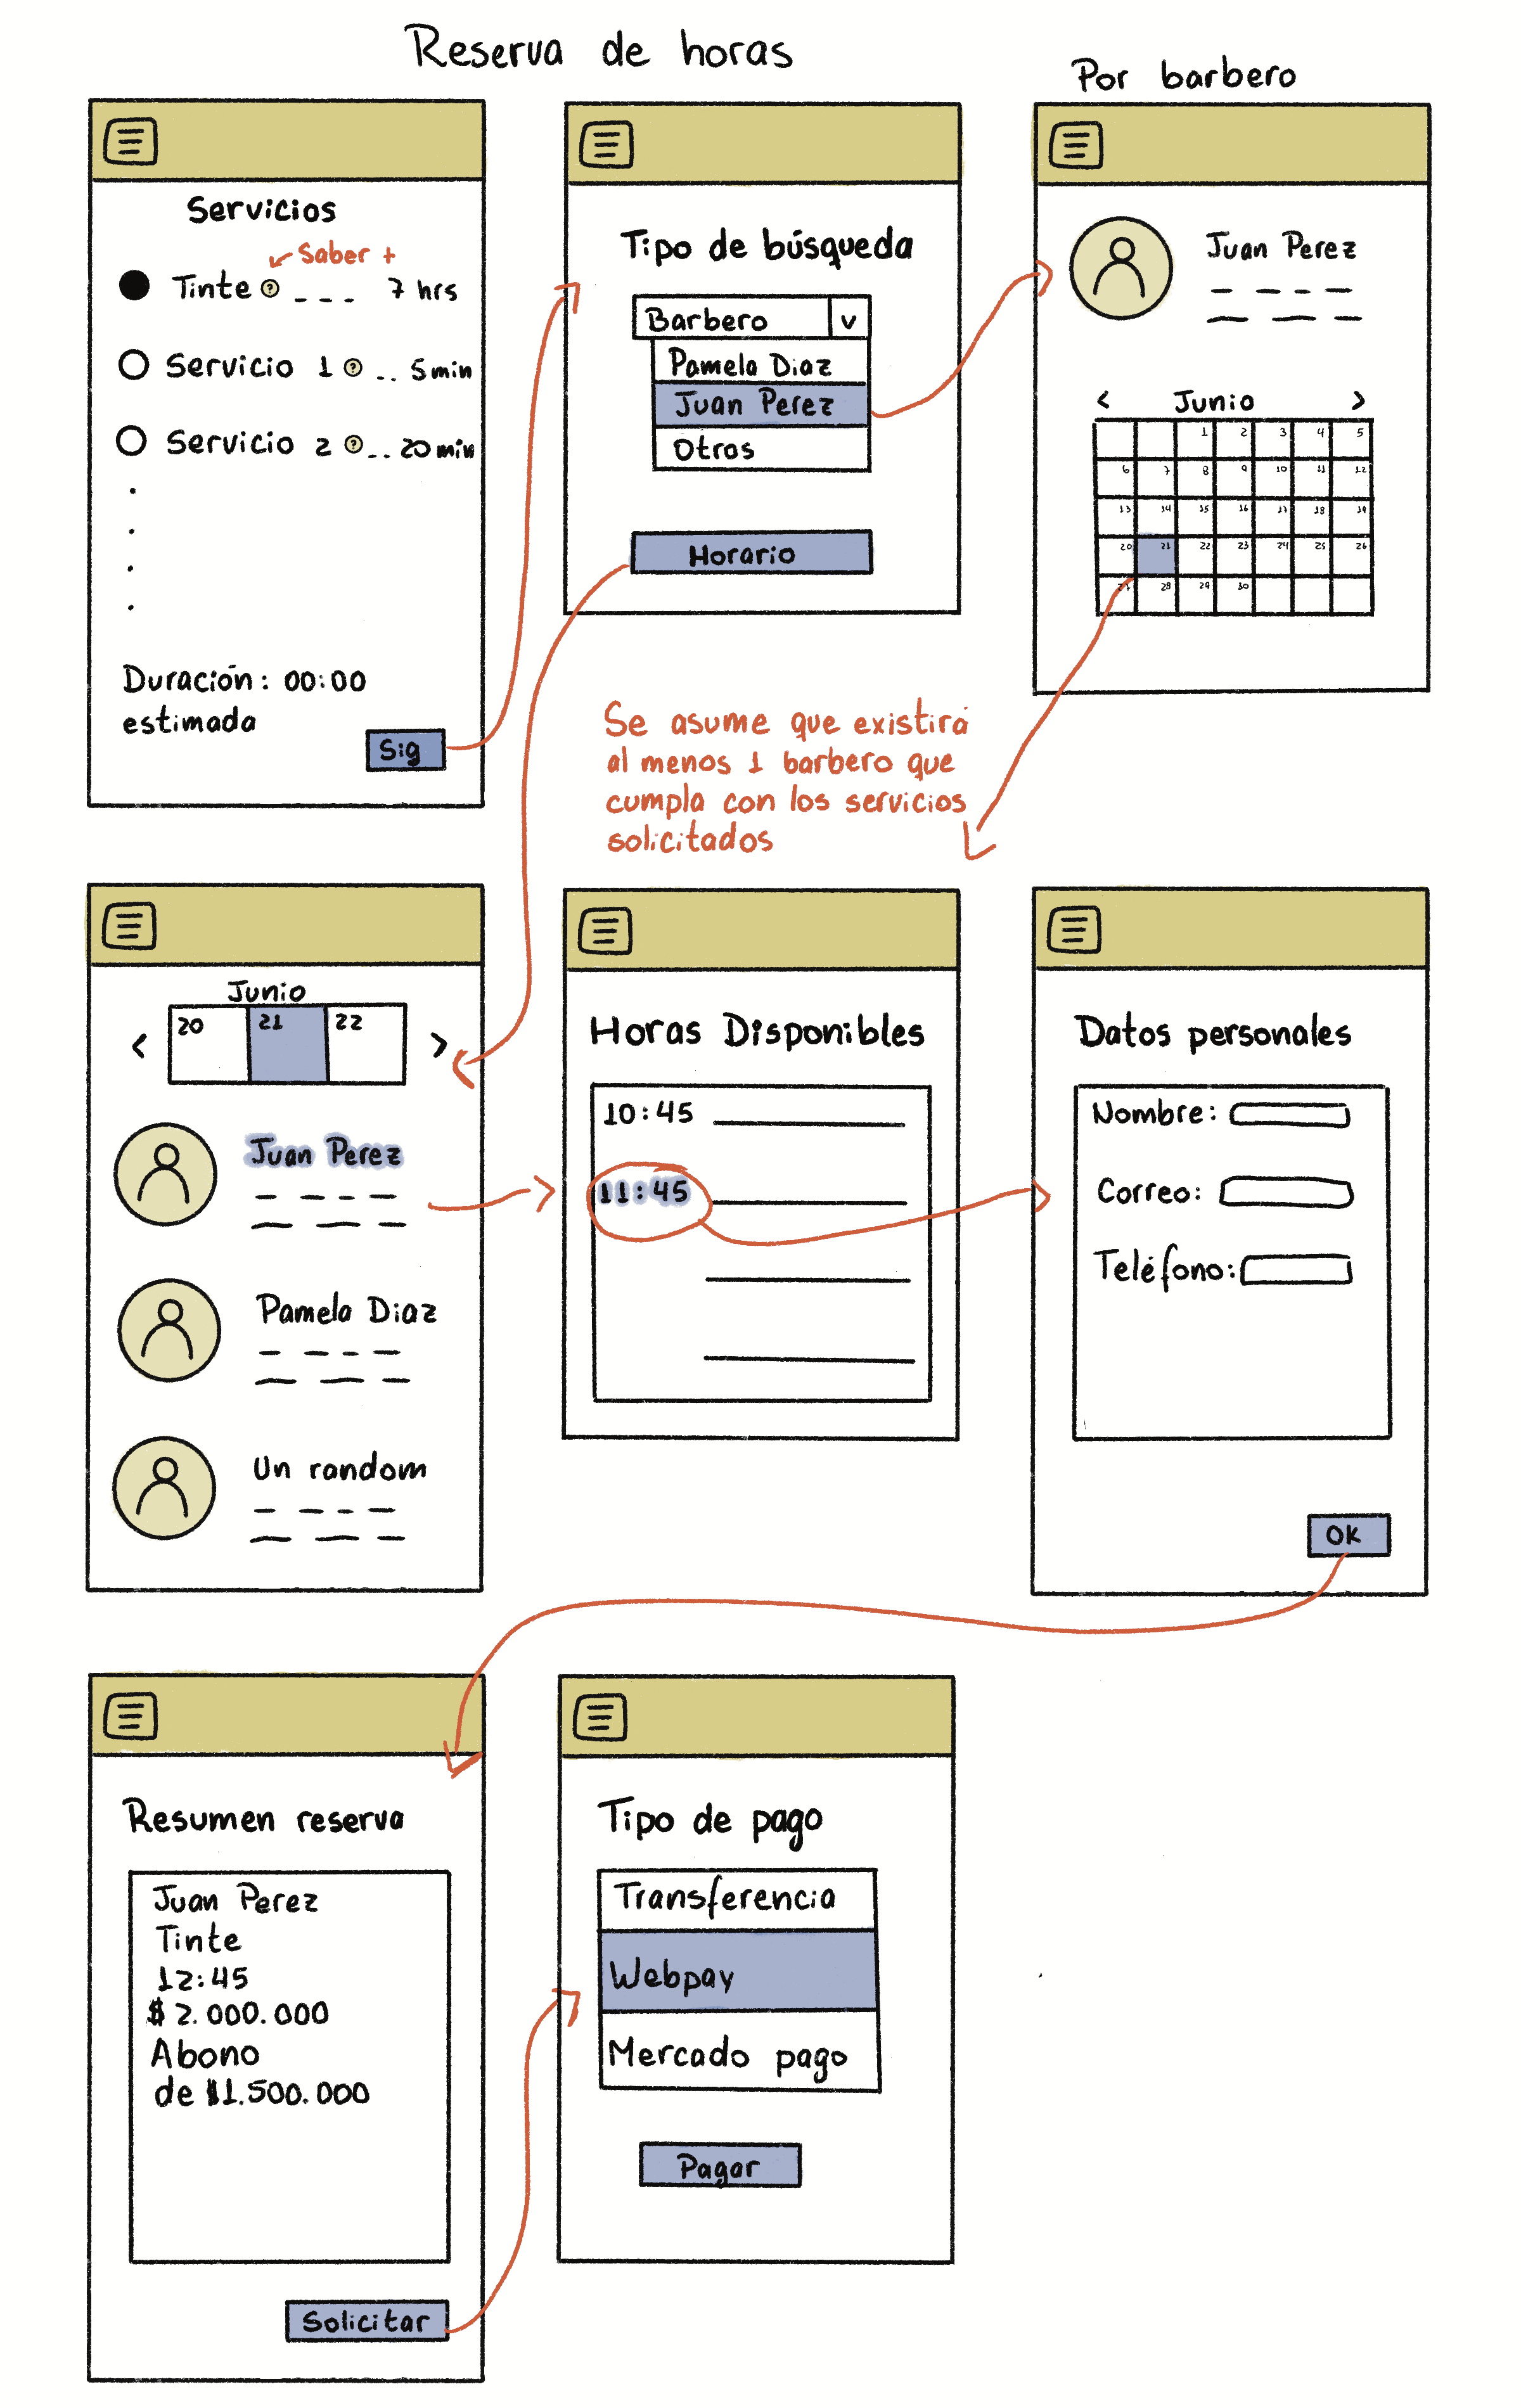 Reserva de horas
Servicios
Saber +
Tinte ? _ _ _ 7 hrs
Servicio 1 ? .. 5 min
Servicio 2 ? .. 20 min
Duración: 00:00
estimada
Sig
Tipo de búsqueda
Barbero v
Pamela Diaz
Juan Perez
Otros
Horario
Por barbero
Juan Perez
< Junio >
1 2 3 4 5
6 7 8 9 10 11 12
13 14 15 16 17 18 19
20 21 22 23 24 25 26
27 28 29 30
Se asume que existirá
al menos 1 barbero que
cumpla con los servicios
solicitados
Junio
< 20 21 22 >
Juan Perez
Pamela Diaz
Un random
Horas Disponibles
10:45
11:45
Datos personales
Nombre:
Correo:
Teléfono:
OK
Resumen reserva
Juan Perez
Tinte
12:45
$ 2.000.000
Abono
de $1.500.000
Solicitar
Tipo de pago
Transferencia
Webpay
Mercado pago
Pagar